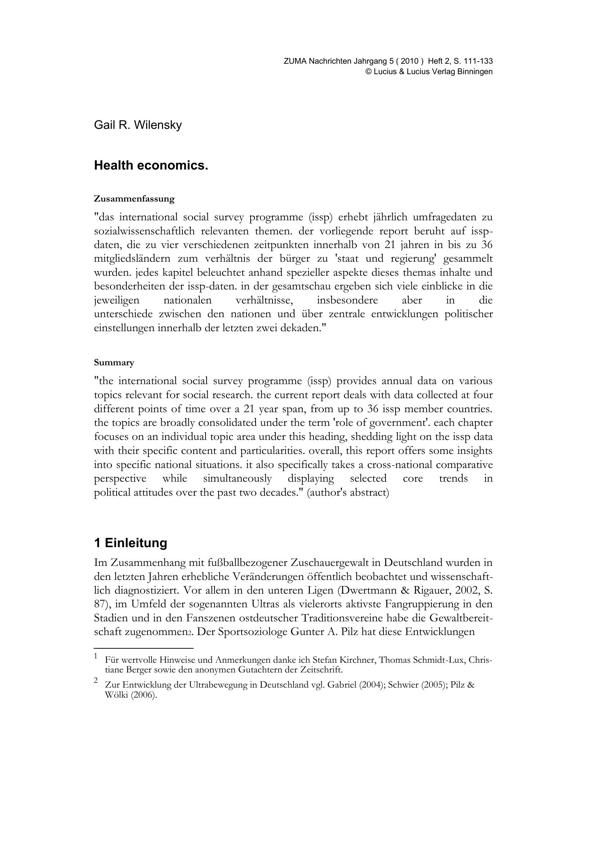 ZUMA Nachrichten Jahrgang 5 ( 2010 ) Heft 2, S. 111-133
© Lucius & Lucius Verlag Binningen
Gail R. Wilensky
Health economics.
Zusammenfassung
"das international social survey programme (issp) erhebt jährlich umfragedaten zu
sozialwissenschaftlich relevanten themen. der vorliegende report beruht auf issp-
daten, die zu vier verschiedenen zeitpunkten innerhalb von 21 jahren in bis zu 36
mitgliedsländern zum verhältnis der bürger zu 'staat und regierung' gesammelt
wurden. jedes kapitel beleuchtet anhand spezieller aspekte dieses themas inhalte und
besonderheiten der issp-daten. in der gesamtschau ergeben sich viele einblicke in die
jeweiligen nationalen verhältnisse, insbesondere aber in die
unterschiede zwischen den nationen und über zentrale entwicklungen politischer
einstellungen innerhalb der letzten zwei dekaden."
Summary
"the international social survey programme (issp) provides annual data on various
topics relevant for social research. the current report deals with data collected at four
different points of time over a 21 year span, from up to 36 issp member countries.
the topics are broadly consolidated under the term 'role of government'. each chapter
focuses on an individual topic area under this heading, shedding light on the issp data
with their specific content and particularities. overall, this report offers some insights
into specific national situations. it also specifically takes a cross-national comparative
perspective while simultaneously displaying selected core trends in
political attitudes over the past two decades." (author's abstract)
1 Einleitung
Im Zusammenhang mit fußballbezogener Zuschauergewalt in Deutschland wurden in
den letzten Jahren erhebliche Veränderungen öffentlich beobachtet und wissenschaft-
lich diagnostiziert. Vor allem in den unteren Ligen (Dwertmann & Rigauer, 2002, S.
87), im Umfeld der sogenannten Ultras als vielerorts aktivste Fangruppierung in den
Stadien und in den Fanszenen ostdeutscher Traditionsvereine habe die Gewaltbereit-
schaft zugenommen2. Der Sportsoziologe Gunter A. Pilz hat diese Entwicklungen
1 Für wertvolle Hinweise und Anmerkungen danke ich Stefan Kirchner, Thomas Schmidt-Lux, Chris-
tiane Berger sowie den anonymen Gutachtern der Zeitschrift.
2 Zur Entwicklung der Ultrabewegung in Deutschland vgl. Gabriel (2004); Schwier (2005); Pilz &
Wölki (2006).